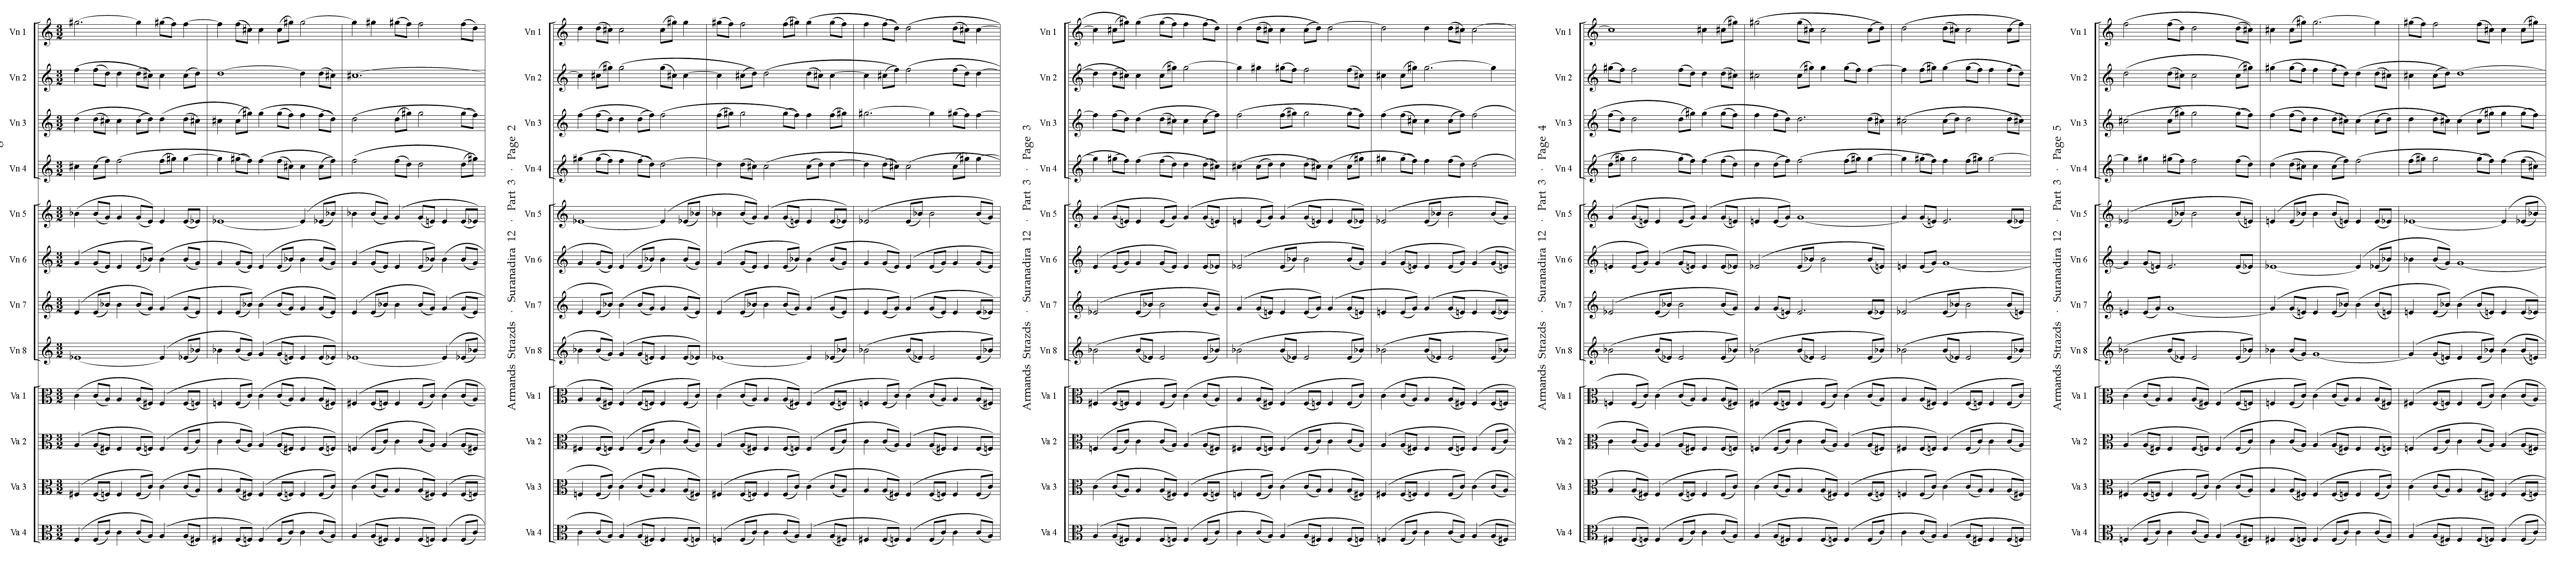 Vn 1
Vn 2
Vn 3
Vn 4
Vn 5
Vn 6
Vn 7
Vn 8
Va 1
Va 2
Va 3
Va 4
Armands Strazds · Suranadira 12 · Part 3 · Page 2
Vn 1
Vn 2
Vn 3
Vn 4
Vn 5
Vn 6
Vn 7
Vn 8
Va 1
Va 2
Va 3
Va 4
Armands Strazds · Suranadira 12 · Part 3 · Page 3
Vn 1
Vn 2
Vn 3
Vn 4
Vn 5
Vn 6
Vn 7
Vn 8
Va 1
Va 2
Va 3
Va 4
Armands Strazds · Suranadira 12 · Part 3 · Page 4
Vn 1
Vn 2
Vn 3
Vn 4
Vn 5
Vn 6
Vn 7
Vn 8
Va 1
Va 2
Va 3
Va 4
Armands Strazds · Suranadira 12 · Part 3 · Page 5
Vn 1
Vn 2
Vn 3
Vn 4
Vn 5
Vn 6
Vn 7
Vn 8
Va 1
Va 2
Va 3
Va 4